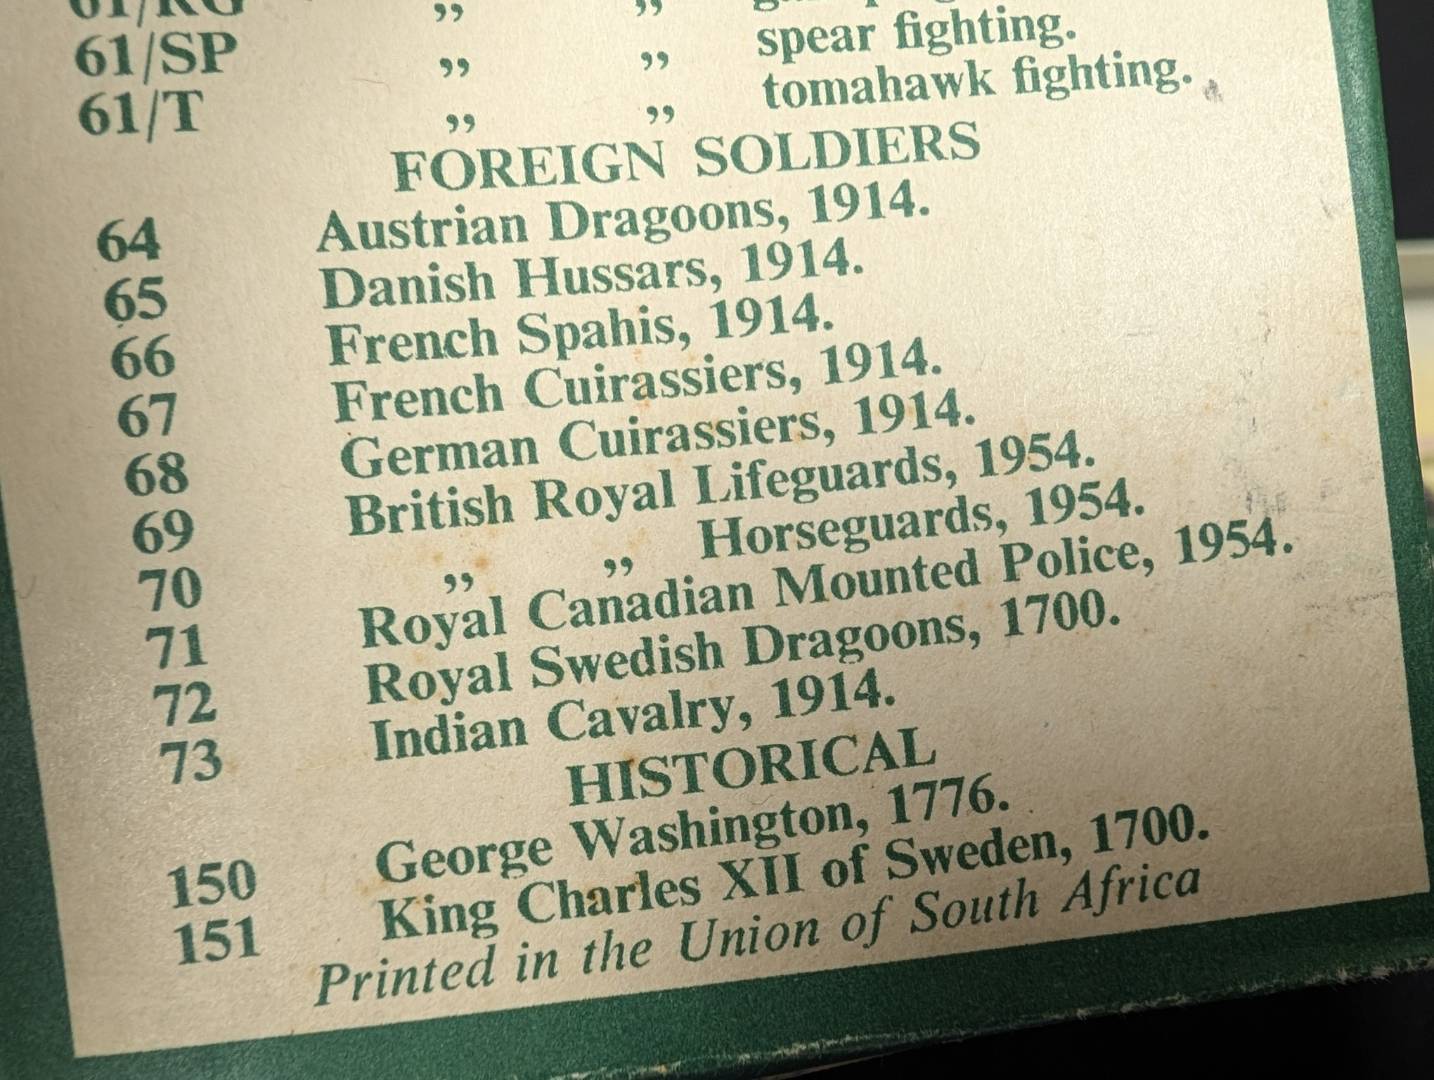 61/RG ,, ,,
61/SP ,, ,, spear fighting.
61/T ,, ,, tomahawk fighting.
FOREIGN SOLDIERS
64 Austrian Dragoons, 1914.
65 Danish Hussars, 1914.
66 French Spahis, 1914.
67 French Cuirassiers, 1914.
68 German Cuirassiers, 1914.
69 British Royal Lifeguards, 1954.
70 ,, ,, Horseguards, 1954.
71 Royal Canadian Mounted Police, 1954.
72 Royal Swedish Dragoons, 1700.
73 Indian Cavalry, 1914.
HISTORICAL
150 George Washington, 1776.
151 King Charles XII of Sweden, 1700.
Printed in the Union of South Africa